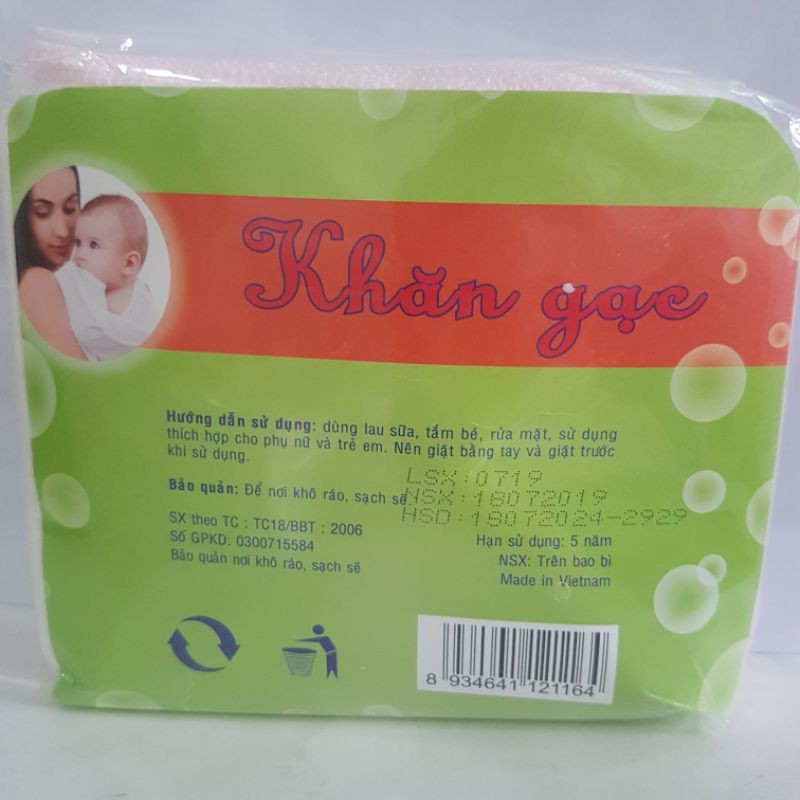 Khăn gạc
Hướng dẫn sử dụng: dùng lau sữa, tắm bé, rửa mặt, sử dụng
thích hợp cho phụ nữ và trẻ em. Nên giặt bằng tay và giặt trước
khi sử dụng.
Bảo quản: Để nơi khô ráo, sạch sẽ.
LSX:0719
NSX:18072019
HSD:18072024-2929
SX theo TC : TC18/BBT : 2006
Số GPKD: 0300715584
Bảo quản nơi khô ráo, sạch sẽ
Hạn sử dụng: 5 năm
NSX: Trên bao bì
Made in Vietnam
8 934641 121164